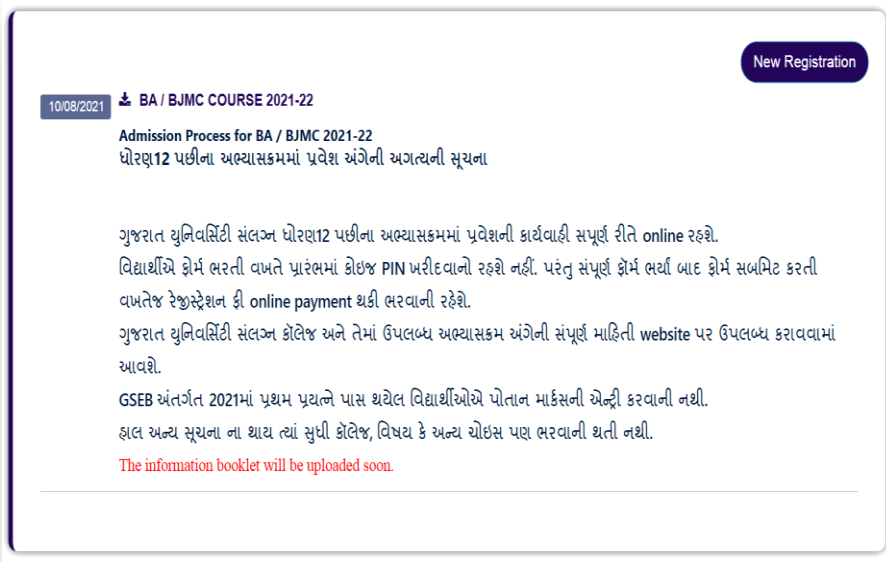 New Registration
10/08/2021
BA / BJMC COURSE 2021-22
Admission Process for BA / BJMC 2021-22
ધોરણ12 પછીના અભ્યાસક્રમમાં પ્રવેશ અંગેની અગત્યની સૂચના
ગુજરાત યુનિવર્સિટી સંલગ્ન ધોરણ12 પછીના અભ્યાસક્રમમાં પ્રવેશની કાર્યવાહી સપૂર્ણ રીતે online રહશે.
વિદ્યાર્થીએ ફોર્મ ભરતી વખતે પ્રારંભમાં કોઇજ PIN ખરીદવાનો રહશે નહીં. પરંતુ સંપૂર્ણ ફૉર્મ ભર્યા બાદ ફોર્મ સબમિટ કરતી
વખતેજ રેજીસ્ટ્રેશન ફી online payment થકી ભરવાની રહેશે.
ગુજરાત યુનિવર્સિટી સંલગ્ન કૉલેજ અને તેમાં ઉપલબ્ધ અભ્યાસક્રમ અંગેની સંપૂર્ણ માહિતી website પર ઉપલબ્ધ કરાવવામાં
આવશે.
GSEB અંતર્ગત 2021માં પ્રથમ પ્રયત્ને પાસ થયેલ વિદ્યાર્થીઓએ પોતાન માર્કસની એન્ટ્રી કરવાની નથી.
હાલ અન્ય સૂચના ના થાય ત્યાં સુધી કૉલેજ, વિષય કે અન્ય ચોઇસ પણ ભરવાની થતી નથી.
The information booklet will be uploaded soon.